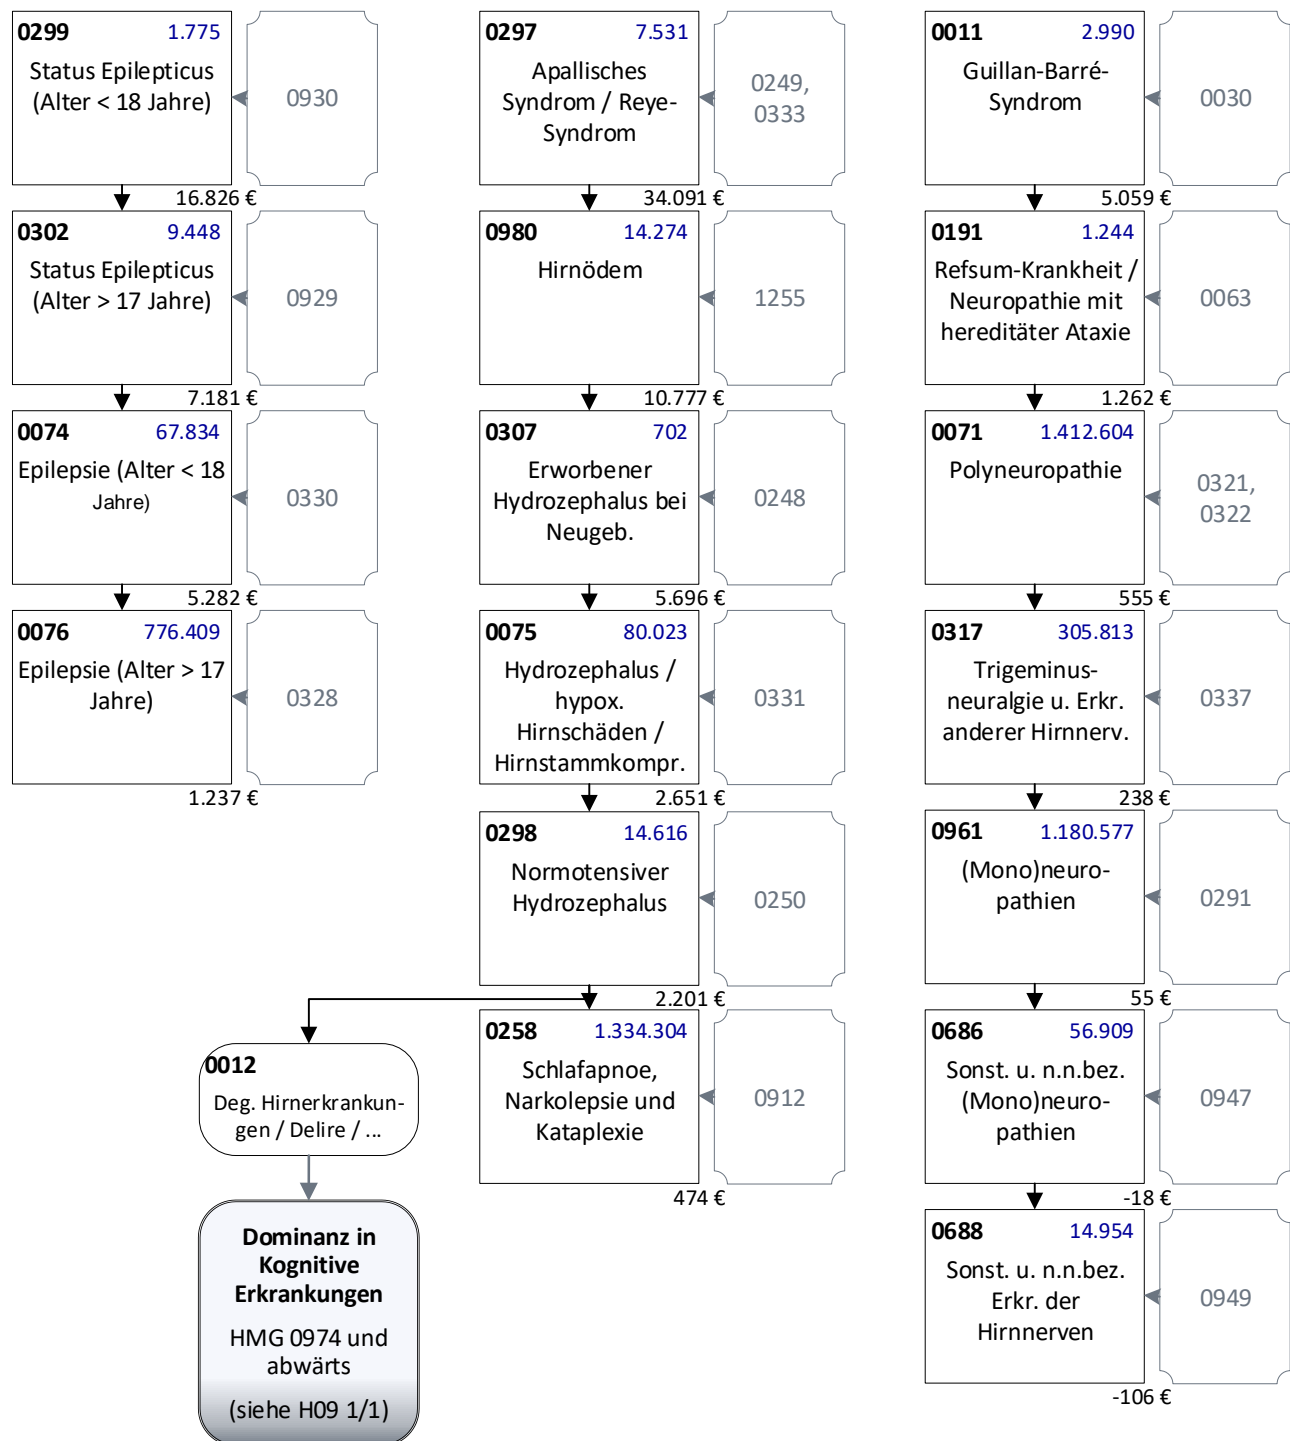 0299 1.775
Status Epilepticus
(Alter < 18 Jahre)
0930
16.826 €
0302 9.448
Status Epilepticus
(Alter > 17 Jahre)
0929
7.181 €
0074 67.834
Epilepsie (Alter < 18
Jahre)
0330
5.282 €
0076 776.409
Epilepsie (Alter > 17
Jahre)
0328
1.237 €
0297 7.531
Apallisches
Syndrom / Reye-
Syndrom
0249,
0333
34.091 €
0980 14.274
Hirnödem
1255
10.777 €
0307 702
Erworbener
Hydrozephalus bei
Neugeb.
0248
5.696 €
0075 80.023
Hydrozephalus /
hypox.
Hirnschäden /
Hirnstammkompr.
0331
2.651 €
0298 14.616
Normotensiver
Hydrozephalus
0250
2.201 €
0258 1.334.304
Schlafapnoe,
Narkolepsie und
Kataplexie
0912
474 €
0012
Deg. Hirnerkrankun-
gen / Delire / ...
Dominanz in
Kognitive
Erkrankungen
HMG 0974 und
abwärts
(siehe H09 1/1)
0011 2.990
Guillan-Barré-
Syndrom
0030
5.059 €
0191 1.244
Refsum-Krankheit /
Neuropathie mit
hereditäter Ataxie
0063
1.262 €
0071 1.412.604
Polyneuropathie
0321,
0322
555 €
0317 305.813
Trigeminus-
neuralgie u. Erkr.
anderer Hirnnerv.
0337
238 €
0961 1.180.577
(Mono)neuro-
pathien
0291
55 €
0686 56.909
Sonst. u. n.n.bez.
(Mono)neuro-
pathien
0947
-18 €
0688 14.954
Sonst. u. n.n.bez.
Erkr. der
Hirnnerven
0949
-106 €